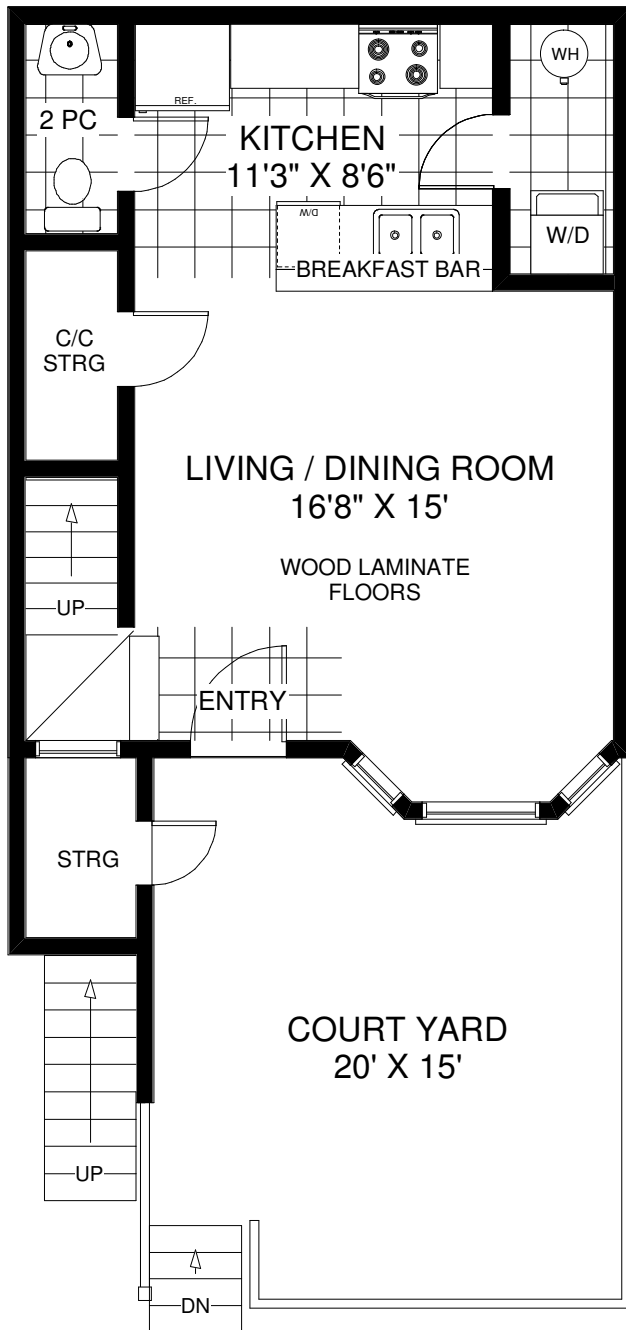 WH
2 PC
REF.
KITCHEN
11'3" X 8'6"
D/W
W/D
BREAKFAST BAR
C/C
STRG
LIVING / DINING ROOM
16'8" X 15'
WOOD LAMINATE
FLOORS
UP
ENTRY
STRG
COURT YARD
20' X 15'
UP
DN